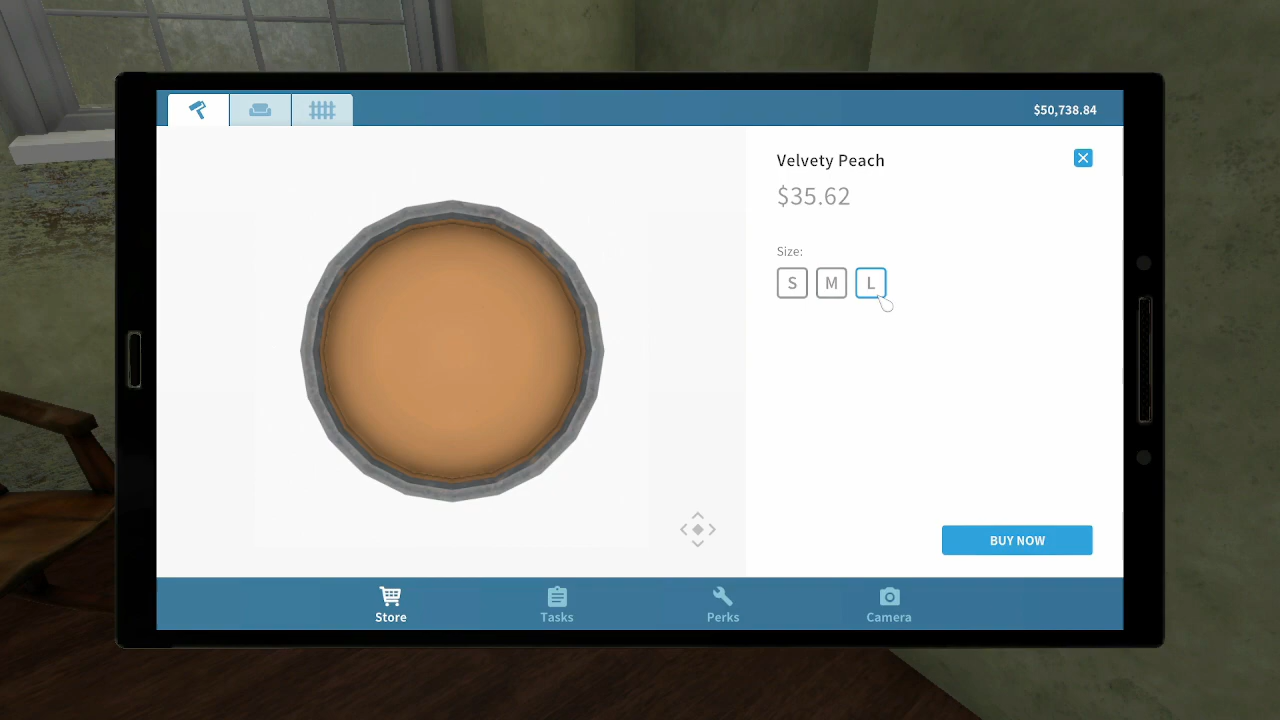 $50,738.84
Velvety Peach
$35.62
Size:
S M L
BUY NOW
Store Tasks Perks Camera